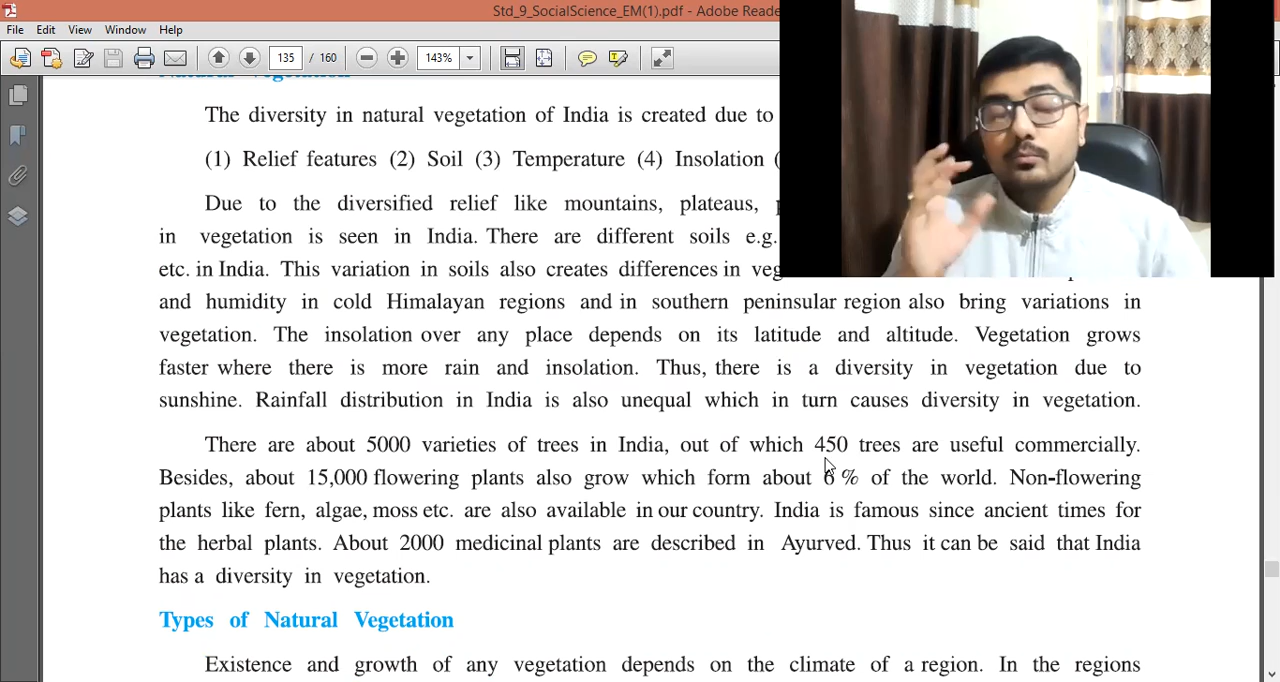 Std_9_SocialScience_EM(1).pdf - Adobe Reade
File Edit View Window Help
135 / 160 143%
Natural Vegetation
The diversity in natural vegetation of India is created due to
(1) Relief features (2) Soil (3) Temperature (4) Insolation (
Due to the diversified relief like mountains, plateaus,
in vegetation is seen in India. There are different soils e.g.
etc. in India. This variation in soils also creates differences in veg
and humidity in cold Himalayan regions and in southern peninsular region also bring variations in
vegetation. The insolation over any place depends on its latitude and altitude. Vegetation grows
faster where there is more rain and insolation. Thus, there is a diversity in vegetation due to
sunshine. Rainfall distribution in India is also unequal which in turn causes diversity in vegetation.
There are about 5000 varieties of trees in India, out of which 450 trees are useful commercially.
Besides, about 15,000 flowering plants also grow which form about 6 % of the world. Non-flowering
plants like fern, algae, moss etc. are also available in our country. India is famous since ancient times for
the herbal plants. About 2000 medicinal plants are described in Ayurved. Thus it can be said that India
has a diversity in vegetation.
Types of Natural Vegetation
Existence and growth of any vegetation depends on the climate of a region. In the regions